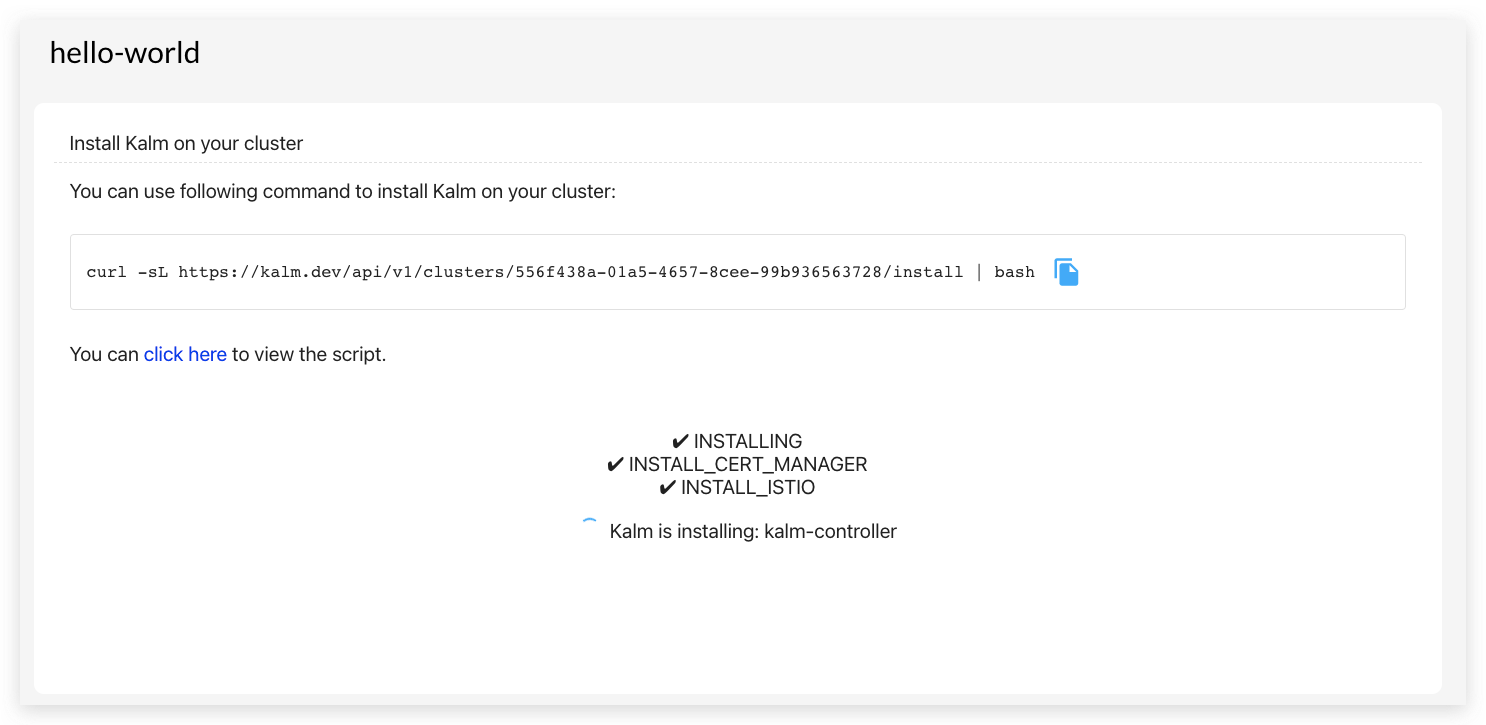 hello-world
Install Kalm on your cluster
You can use following command to install Kalm on your cluster:
curl -sL https://kalm.dev/api/v1/clusters/556f438a-01a5-4657-8cee-99b936563728/install | bash
You can click here to view the script.
✔ INSTALLING
✔ INSTALL_CERT_MANAGER
✔ INSTALL_ISTIO
Kalm is installing: kalm-controller